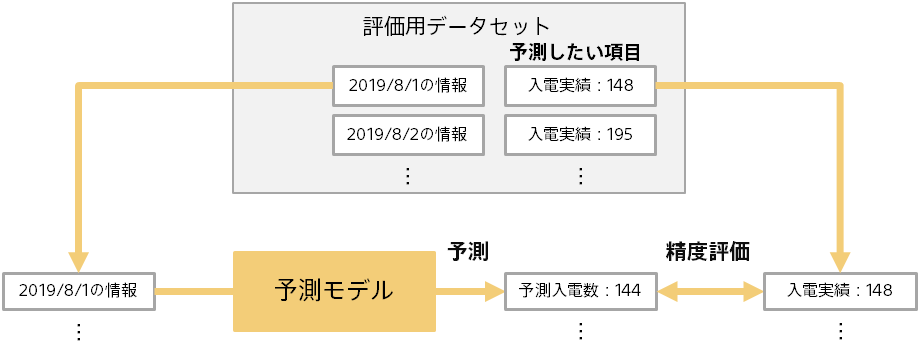 評価用データセット
予測したい項目
2019/8/1の情報
入電実績：148
2019/8/2の情報
入電実績：195
⋮
⋮
予測
精度評価
2019/8/1の情報
予測モデル
予測入電数：144
入電実績：148
⋮
⋮
⋮